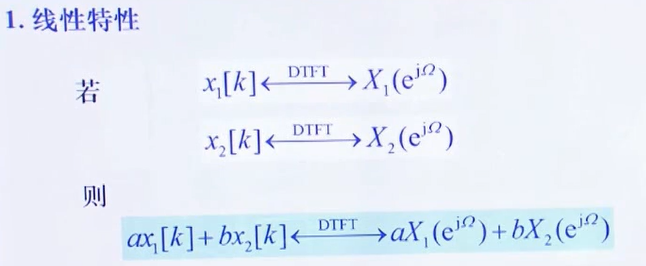 1. 线性特性
若 x₁[k] ←DTFT→ X₁(e^{jΩ})
x₂[k] ←DTFT→ X₂(e^{jΩ})
则
ax₁[k]+bx₂[k] ←DTFT→ aX₁(e^{jΩ})+bX₂(e^{jΩ})